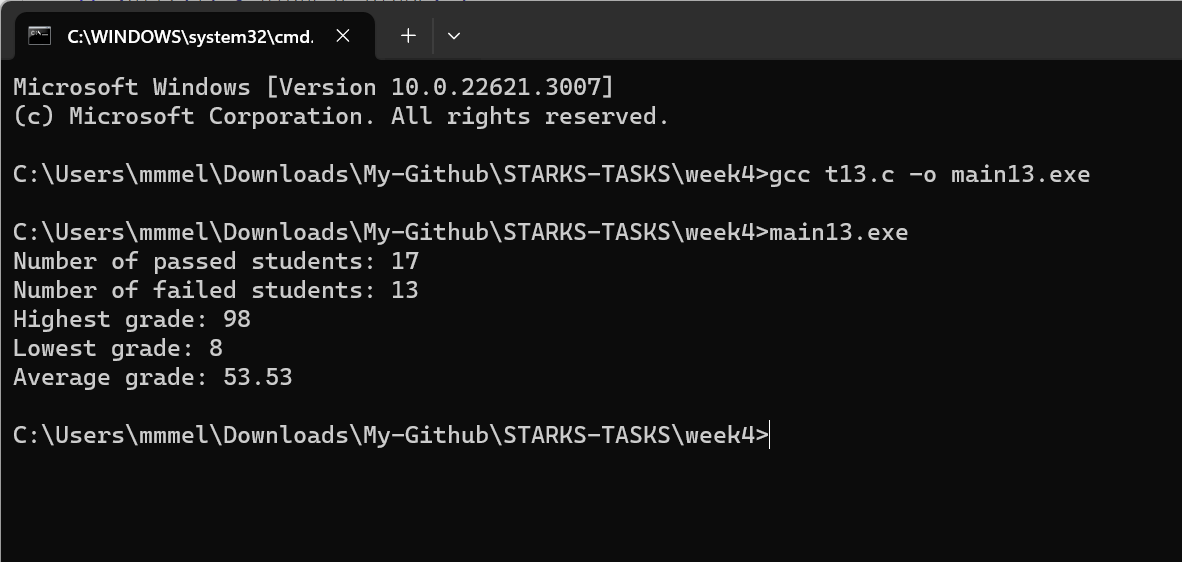 C:\WINDOWS\system32\cmd.
Microsoft Windows [Version 10.0.22621.3007]
(c) Microsoft Corporation. All rights reserved.
C:\Users\mmmel\Downloads\My-Github\STARKS-TASKS\week4>gcc t13.c -o main13.exe
C:\Users\mmmel\Downloads\My-Github\STARKS-TASKS\week4>main13.exe
Number of passed students: 17
Number of failed students: 13
Highest grade: 98
Lowest grade: 8
Average grade: 53.53
C:\Users\mmmel\Downloads\My-Github\STARKS-TASKS\week4>